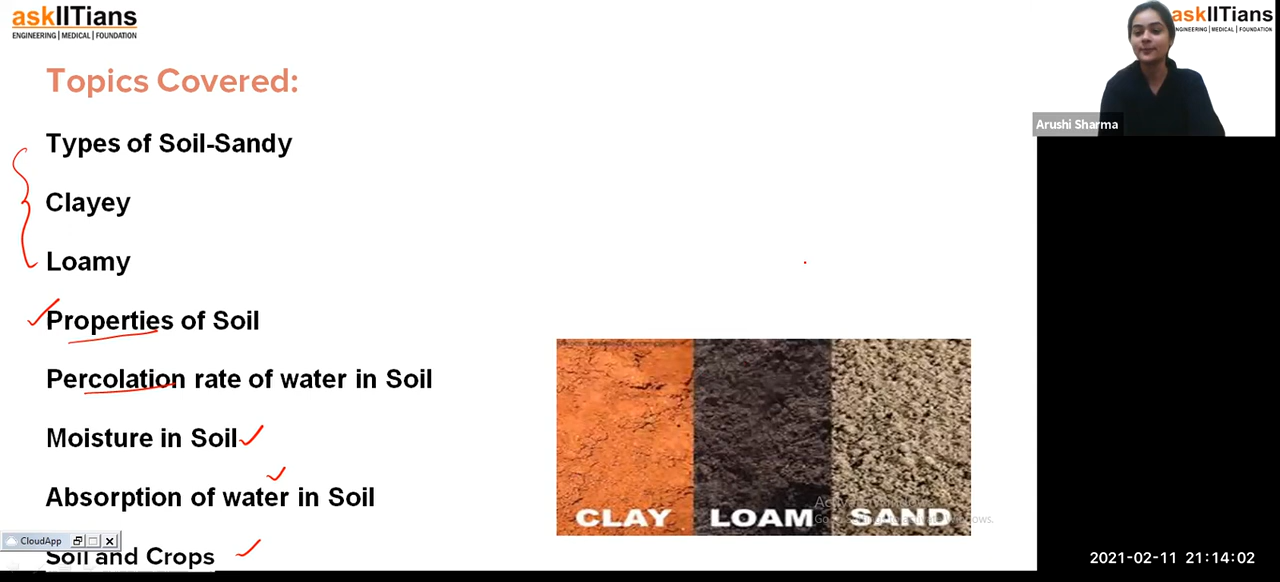 askIITians
ENGINEERING | MEDICAL | FOUNDATION
askIITians
ENGINEERING | MEDICAL | FOUNDATION
Arushi Sharma
Topics Covered:
Types of Soil-Sandy
Clayey
Loamy
Properties of Soil
Percolation rate of water in Soil
Moisture in Soil
Absorption of water in Soil
Soil and Crops
CloudApp
CLAY LOAM SAND
2021-02-11 21:14:02